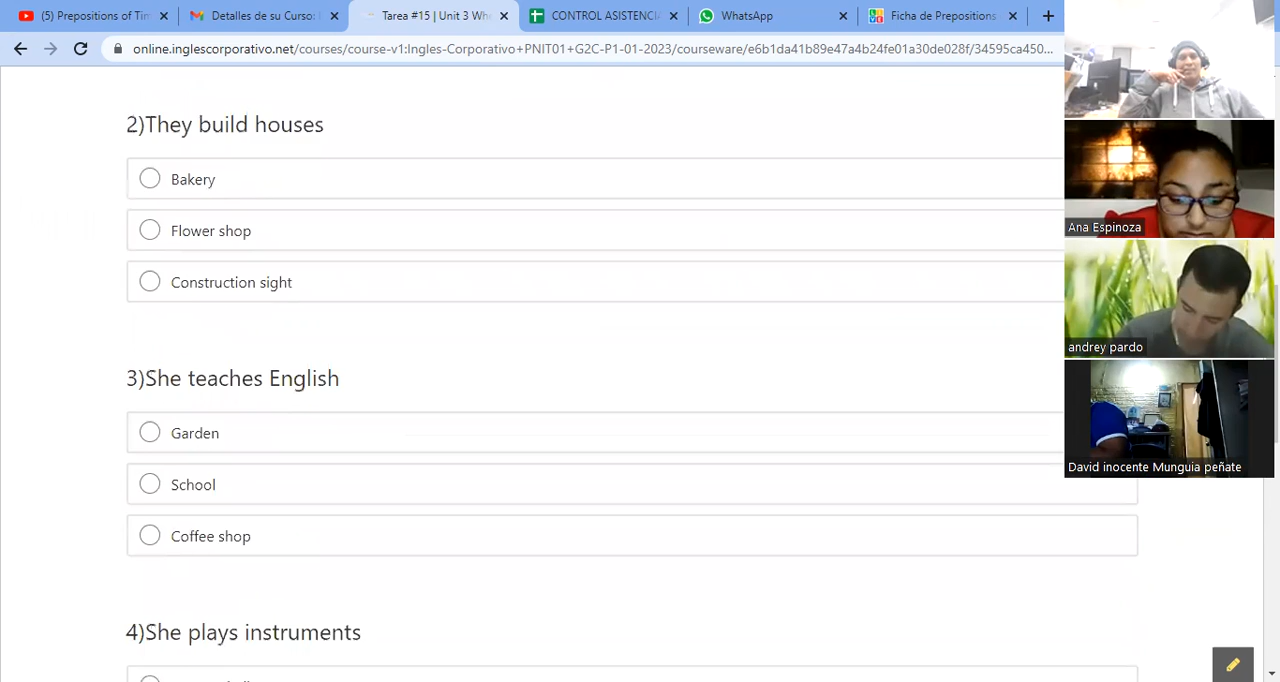 (5) Prepositions of Tim
Detalles de su Curso:
Tarea #15 | Unit 3 Whe
CONTROL ASISTENCI
WhatsApp
Ficha de Prepositions
online.inglescorporativo.net/courses/course-v1:Ingles-Corporativo+PNIT01+G2C-P1-01-2023/courseware/e6b1da41b89e47a4b24fe01a30de028f/34595ca450...
2)They build houses
Bakery
Flower shop
Construction sight
3)She teaches English
Garden
School
Coffee shop
4)She plays instruments
Ana Espinoza
andrey pardo
David inocente Munguia peñate